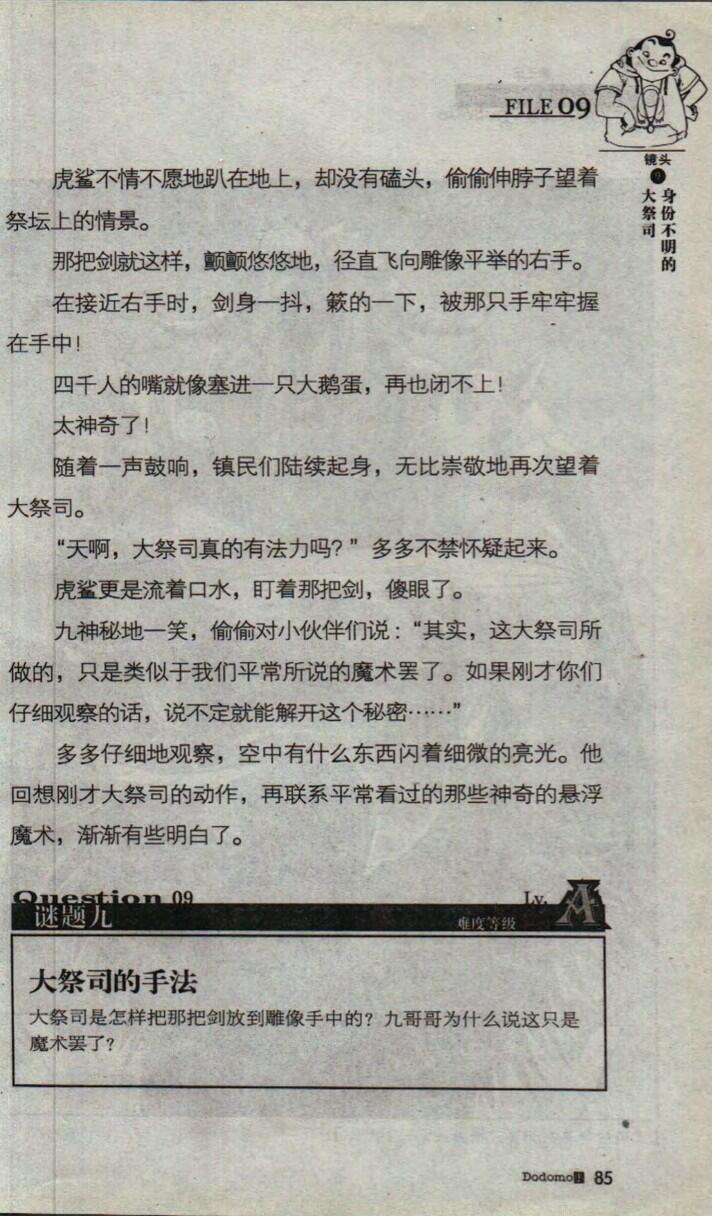 FILE 09
镜头
身份不明的
大祭司
虎鲨不情不愿地趴在地上，却没有磕头，偷偷伸脖子望着
祭坛上的情景。
那把剑就这样，颤颤悠悠地，径直飞向雕像平举的右手。
在接近右手时，剑身一抖，簌的一下，被那只手牢牢握
在手中！
四千人的嘴就像塞进一只大鹅蛋，再也闭不上！
太神奇了！
随着一声鼓响，镇民们陆续起身，无比崇敬地再次望着
大祭司。
“天啊，大祭司真的有法力吗？”多多不禁怀疑起来。
虎鲨更是流着口水，盯着那把剑，傻眼了。
九神秘地一笑，偷偷对小伙伴们说：“其实，这大祭司所
做的，只是类似于我们平常所说的魔术罢了。如果刚才你们
仔细观察的话，说不定就能解开这个秘密……”
多多仔细地观察，空中有什么东西闪着细微的亮光。他
回想刚才大祭司的动作，再联系平常看过的那些神奇的悬浮
魔术，渐渐有些明白了。
Question 09
Lv. A
谜题九
难度等级
大祭司的手法
大祭司是怎样把那把剑放到雕像手中的？九哥哥为什么说这只是
魔术罢了？
Dodomo! 85